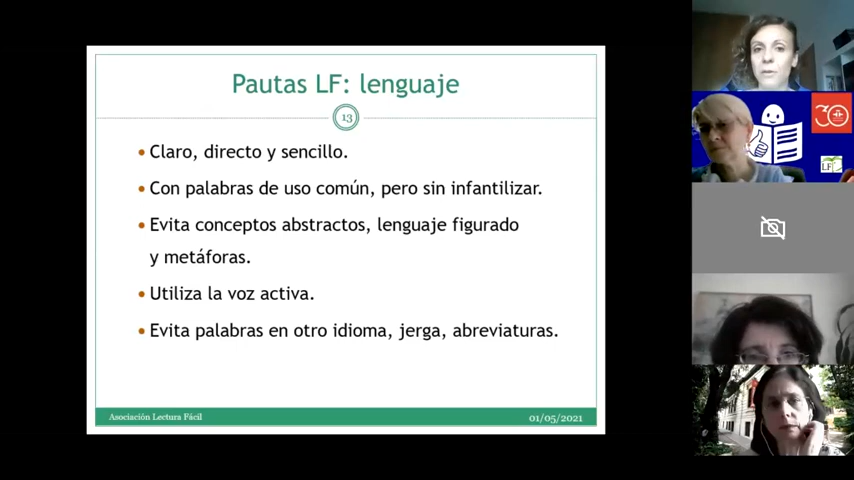 Pautas LF: lenguaje
13
• Claro, directo y sencillo.
• Con palabras de uso común, pero sin infantilizar.
• Evita conceptos abstractos, lenguaje figurado
y metáforas.
• Utiliza la voz activa.
• Evita palabras en otro idioma, jerga, abreviaturas.
Asociación Lectura Fácil
01/05/2021
30
LF